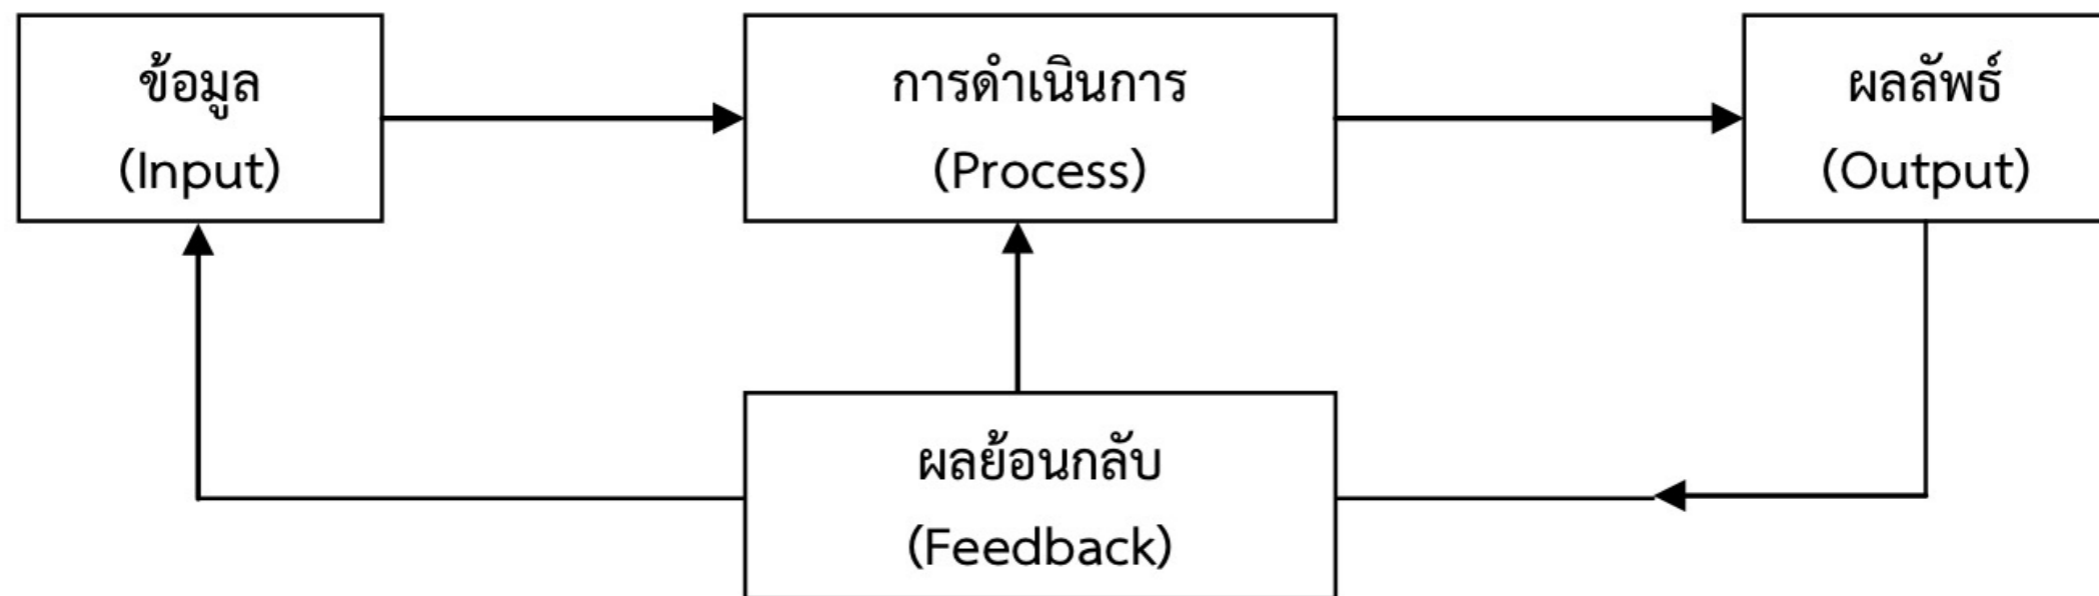 ข้อมูล
(Input)
การดำเนินการ
(Process)
ผลลัพธ์
(Output)
ผลย้อนกลับ
(Feedback)